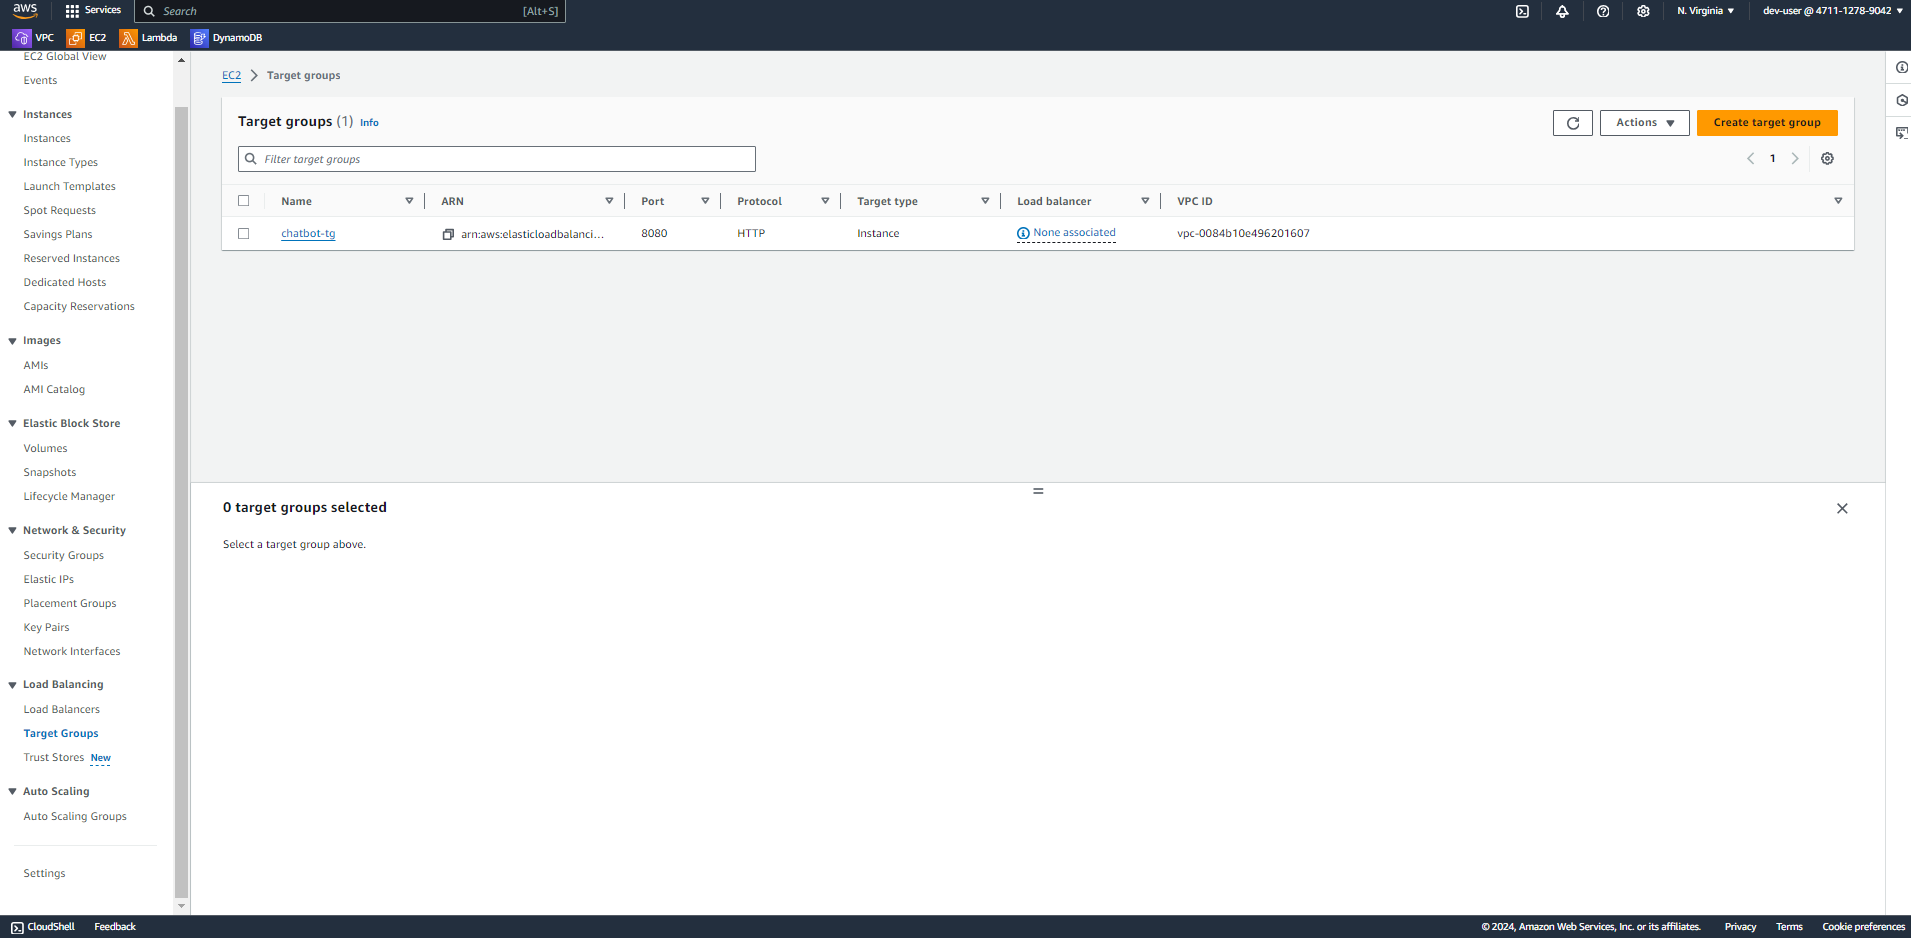 aws Services Search [Alt+S] N. Virginia dev-user @ 4711-1278-9042
VPC EC2 Lambda DynamoDB
EC2 Global View
Events
Instances
Instances
Instance Types
Launch Templates
Spot Requests
Savings Plans
Reserved Instances
Dedicated Hosts
Capacity Reservations
Images
AMIs
AMI Catalog
Elastic Block Store
Volumes
Snapshots
Lifecycle Manager
Network & Security
Security Groups
Elastic IPs
Placement Groups
Key Pairs
Network Interfaces
Load Balancing
Load Balancers
Target Groups
Trust Stores New
Auto Scaling
Auto Scaling Groups
Settings
EC2 Target groups
Target groups (1) Info Actions Create target group
Filter target groups 1
Name ARN Port Protocol Target type Load balancer VPC ID
chatbot-tg arn:aws:elasticloadbalanci... 8080 HTTP Instance None associated vpc-0084b10e496201607
0 target groups selected
Select a target group above.
CloudShell Feedback © 2024, Amazon Web Services, Inc. or its affiliates. Privacy Terms Cookie preferences